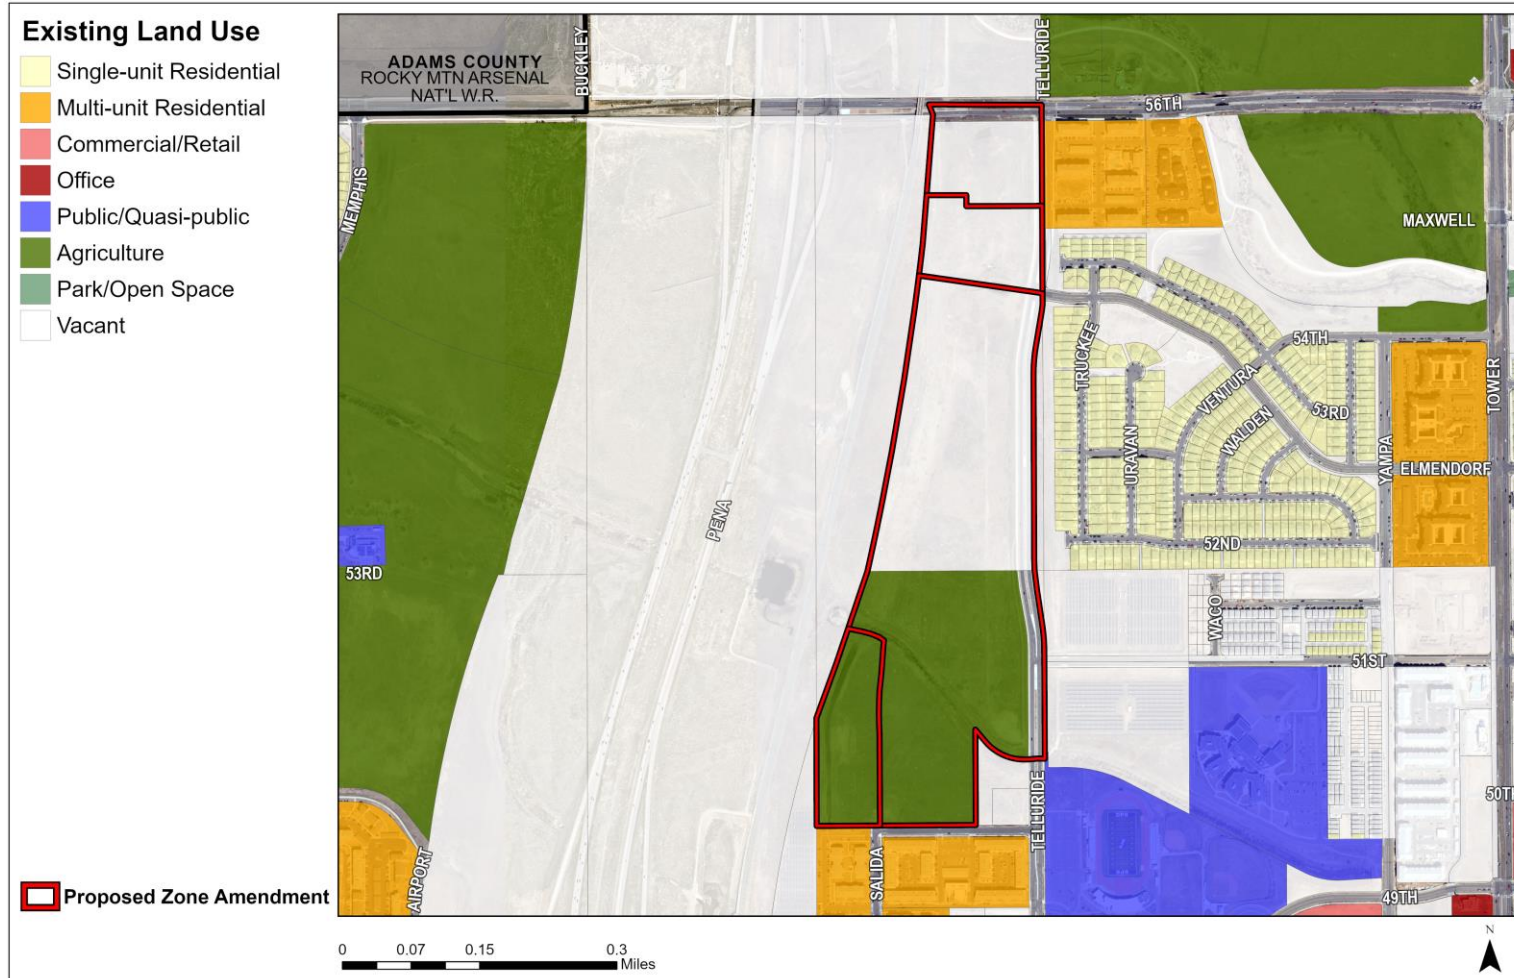 Existing Land Use
Single-unit Residential
Multi-unit Residential
Commercial/Retail
Office
Public/Quasi-public
Agriculture
Park/Open Space
Vacant
Proposed Zone Amendment
ADAMS COUNTY
ROCKY MTN ARSENAL
NAT'L W.R.
BUCKLEY
TELLURIDE
56TH
MEMPHIS
MAXWELL
TRUCKEE
54TH
VENTURA
TOWER
WALDEN
53RD
URAVAN
YAMPA
ELMENDORF
PENA
52ND
53RD
WACO
51ST
50TH
TELLURIDE
AIRPORT
SALIDA
49TH
0 0.07 0.15 0.3
Miles
N